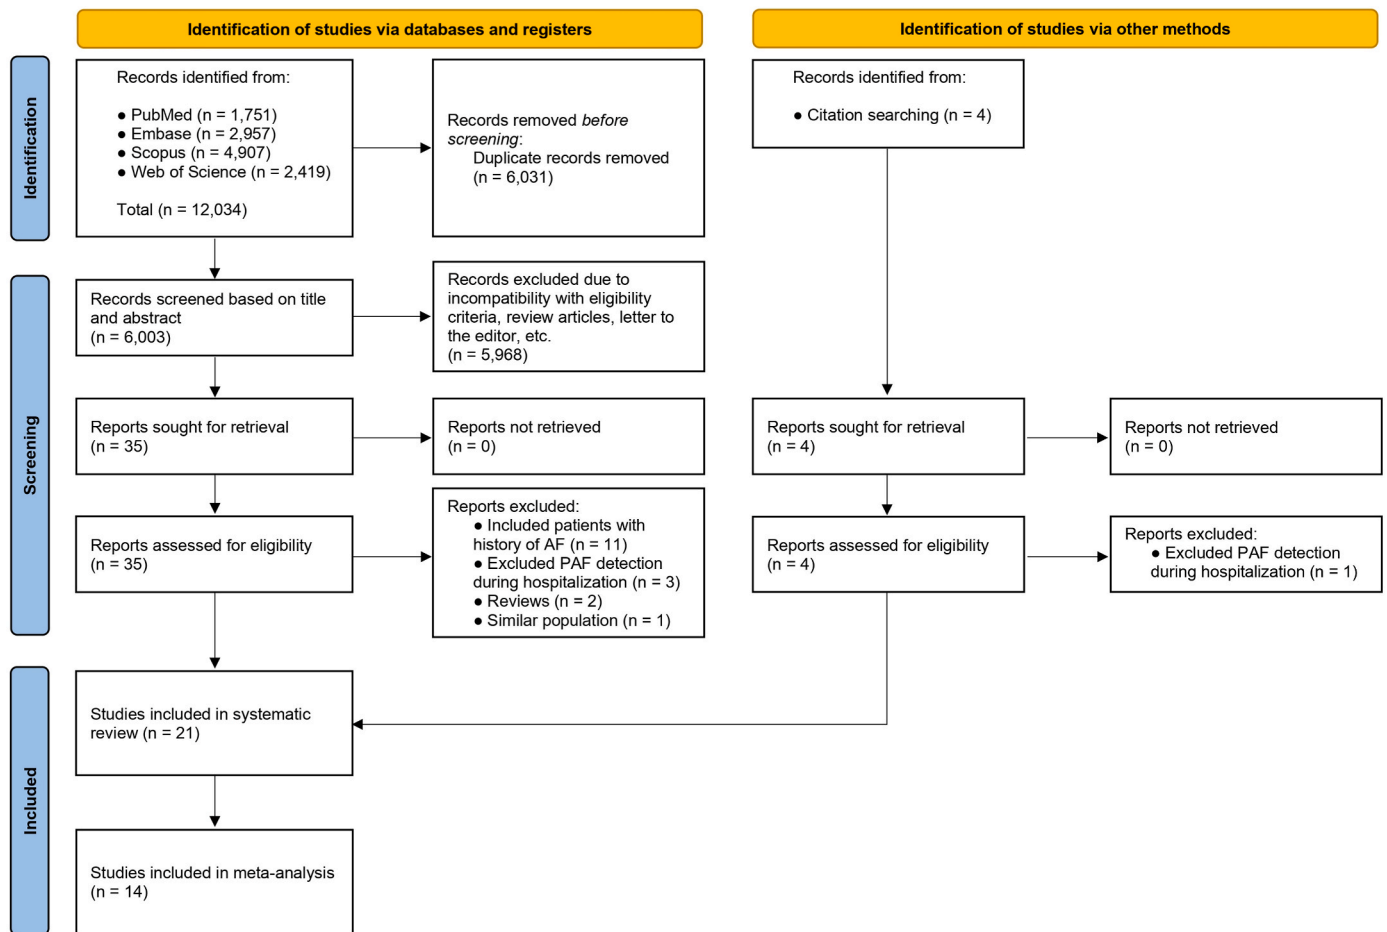 Identification of studies via databases and registers
Identification of studies via other methods
Identification
Records identified from:
● PubMed (n = 1,751)
● Embase (n = 2,957)
● Scopus (n = 4,907)
● Web of Science (n = 2,419)
Total (n = 12,034)
Records removed before
screening:
Duplicate records removed
(n = 6,031)
Records identified from:
● Citation searching (n = 4)
Screening
Records screened based on title
and abstract
(n = 6,003)
Records excluded due to
incompatibility with eligibility
criteria, review articles, letter to
the editor, etc.
(n = 5,968)
Reports sought for retrieval
(n = 35)
Reports not retrieved
(n = 0)
Reports sought for retrieval
(n = 4)
Reports not retrieved
(n = 0)
Reports assessed for eligibility
(n = 35)
Reports excluded:
● Included patients with
history of AF (n = 11)
● Excluded PAF detection
during hospitalization (n = 3)
● Reviews (n = 2)
● Similar population (n = 1)
Reports assessed for eligibility
(n = 4)
Reports excluded:
● Excluded PAF detection
during hospitalization (n = 1)
Included
Studies included in systematic
review (n = 21)
Studies included in meta-analysis
(n = 14)